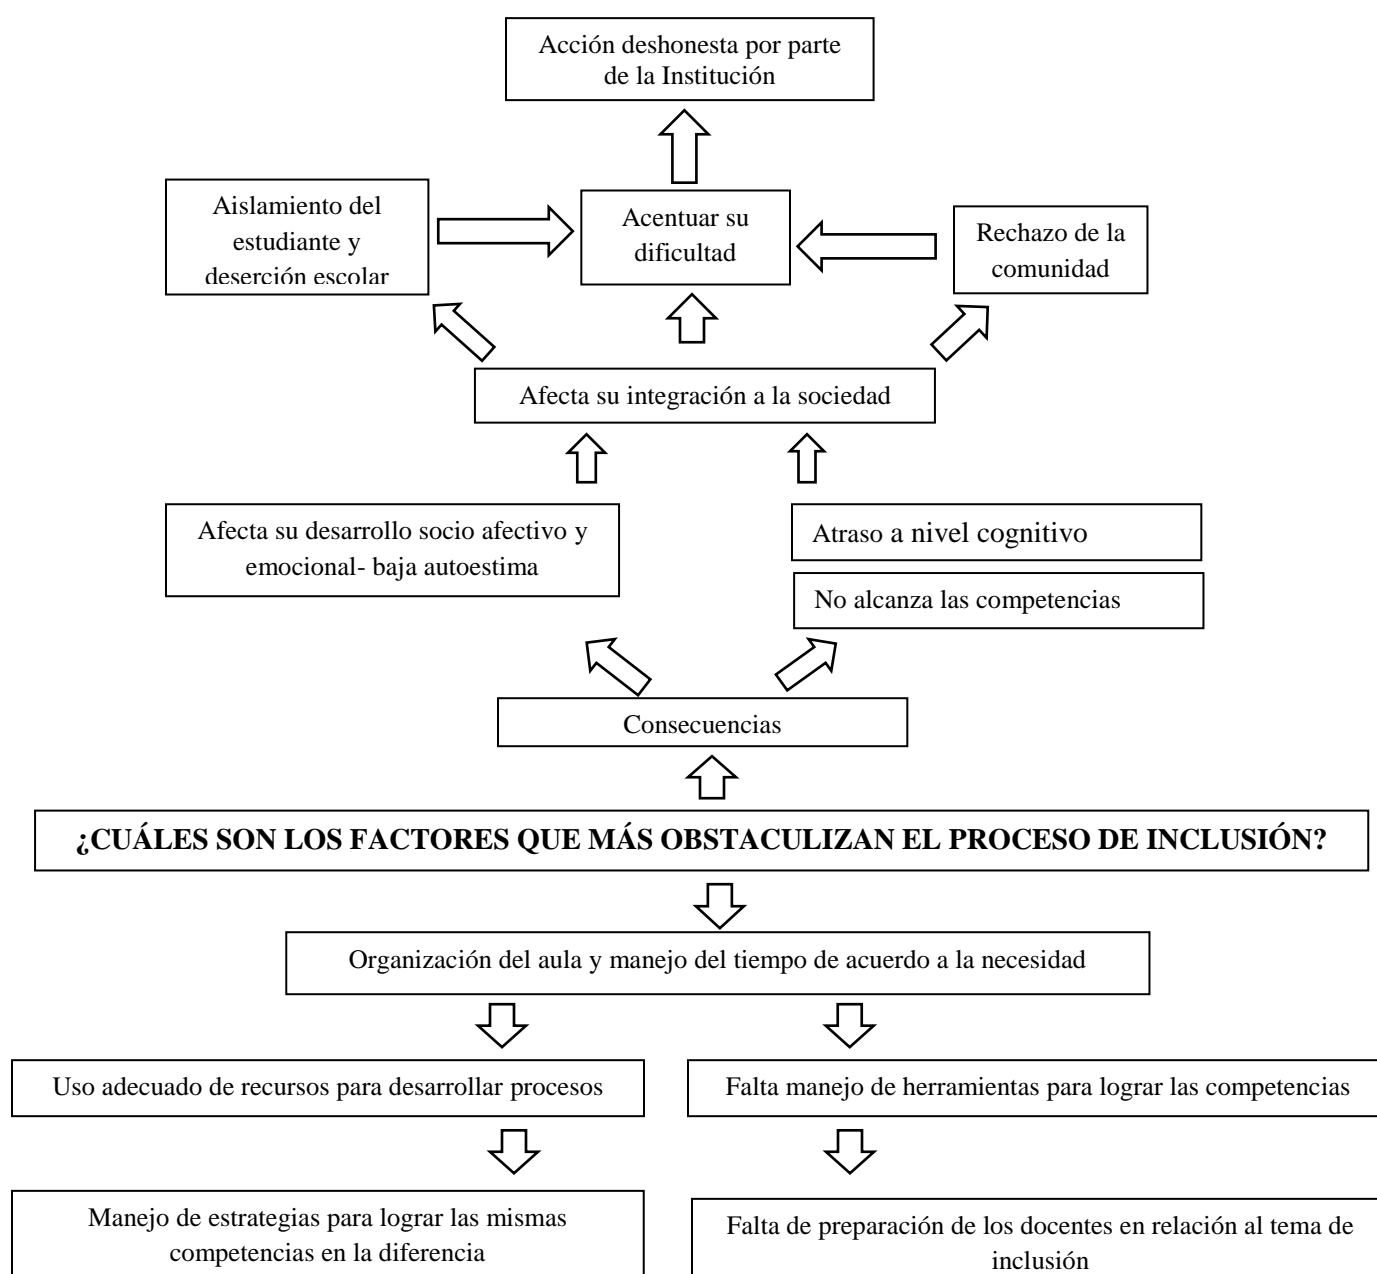 Acción deshonesta por parte
de la Institución
Aislamiento del
estudiante y
deserción escolar
Acentuar su
dificultad
Rechazo de la
comunidad
Afecta su integración a la sociedad
Afecta su desarrollo socio afectivo y
emocional- baja autoestima
Atraso a nivel cognitivo
No alcanza las competencias
Consecuencias
¿CUÁLES SON LOS FACTORES QUE MÁS OBSTACULIZAN EL PROCESO DE INCLUSIÓN?
Organización del aula y manejo del tiempo de acuerdo a la necesidad
Uso adecuado de recursos para desarrollar procesos
Falta manejo de herramientas para lograr las competencias
Manejo de estrategias para lograr las mismas
competencias en la diferencia
Falta de preparación de los docentes en relación al tema de
inclusión